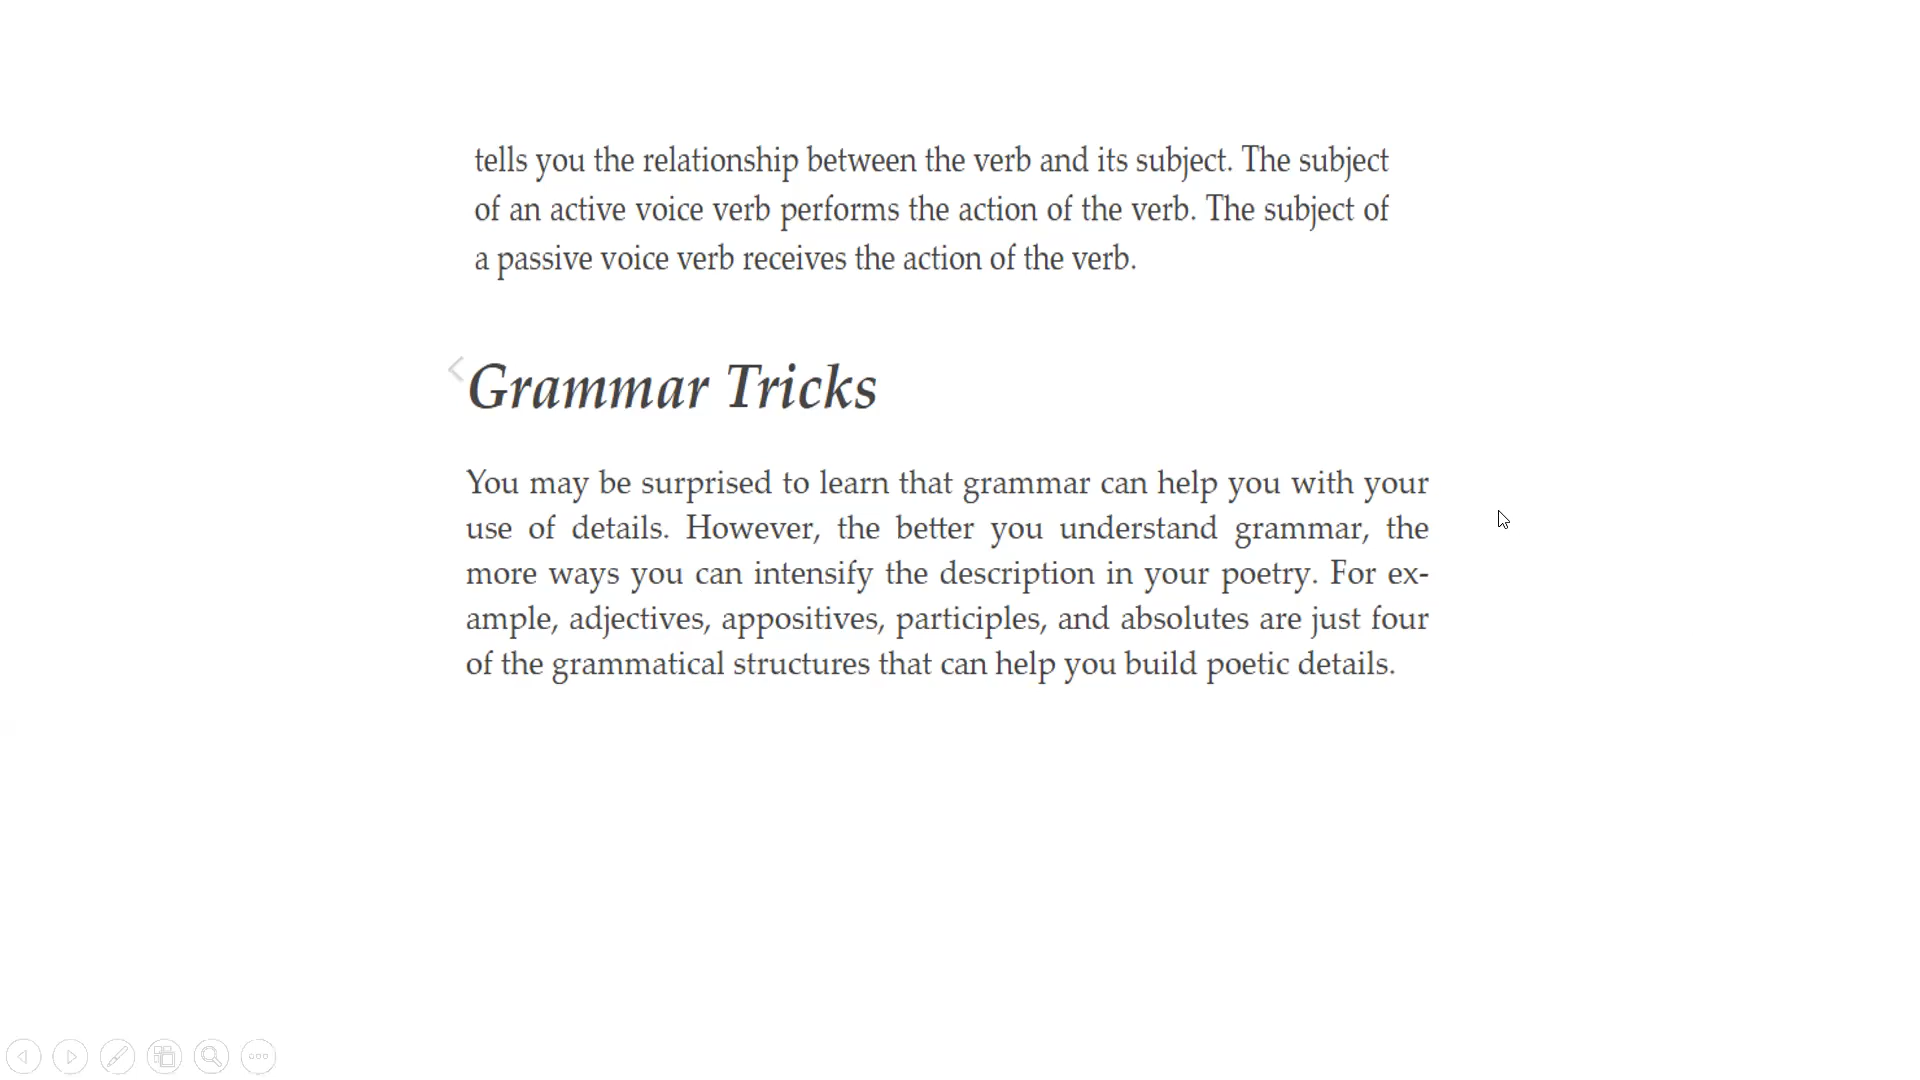 tells you the relationship between the verb and its subject. The subject
of an active voice verb performs the action of the verb. The subject of
a passive voice verb receives the action of the verb.
Grammar Tricks
You may be surprised to learn that grammar can help you with your
use of details. However, the better you understand grammar, the
more ways you can intensify the description in your poetry. For ex-
ample, adjectives, appositives, participles, and absolutes are just four
of the grammatical structures that can help you build poetic details.